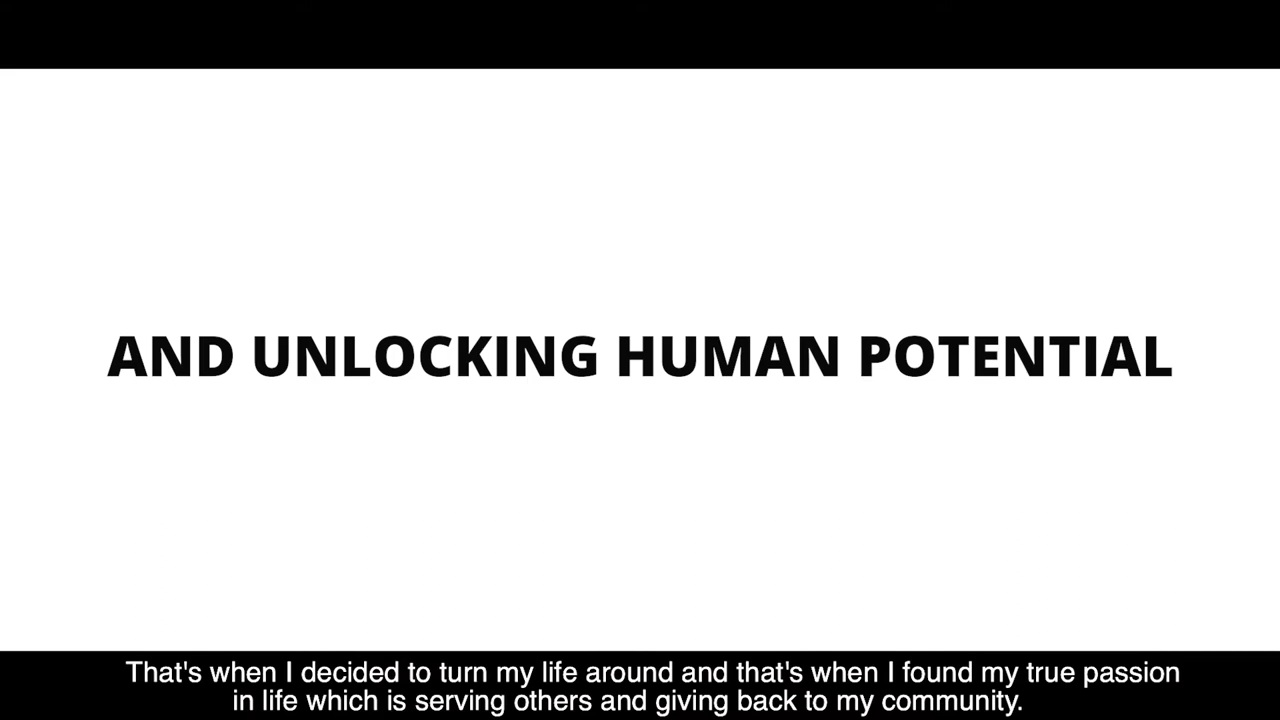 AND UNLOCKING HUMAN POTENTIAL
That's when I decided to turn my life around and that's when I found my true passion
in life which is serving others and giving back to my community.